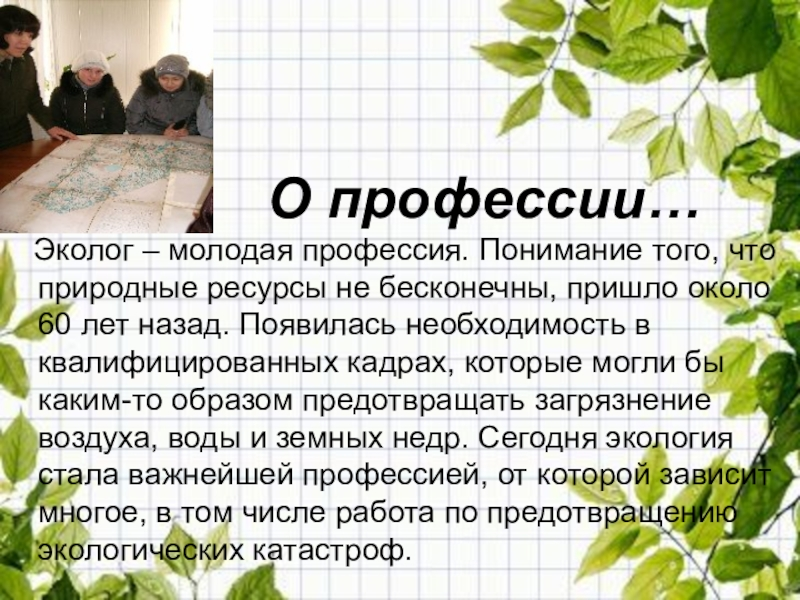 О профессии…
Эколог – молодая профессия. Понимание того, что
природные ресурсы не бесконечны, пришло около
60 лет назад. Появилась необходимость в
квалифицированных кадрах, которые могли бы
каким-то образом предотвращать загрязнение
воздуха, воды и земных недр. Сегодня экология
стала важнейшей профессией, от которой зависит
многое, в том числе работа по предотвращению
экологических катастроф.